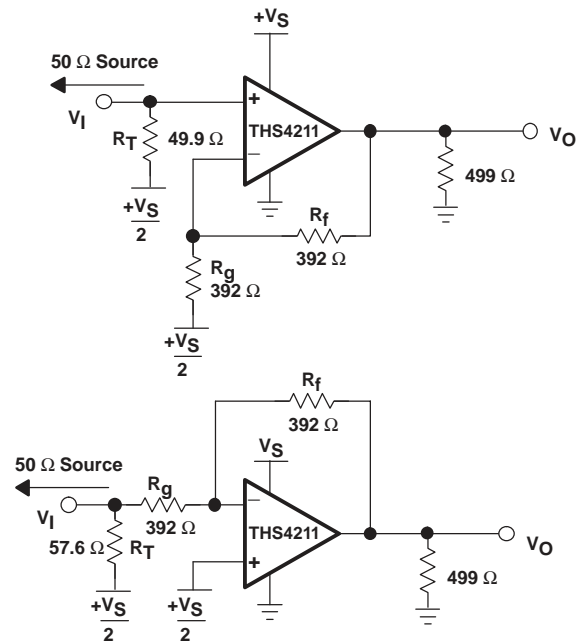 +VS
50 Ω Source
VI
RT
49.9 Ω
+
THS4211
−
VO
499 Ω
+VS
2
Rf
392 Ω
Rg
392 Ω
+VS
2
Rf
392 Ω
VS
50 Ω Source
Rg
VI
392 Ω
−
THS4211
+
VO
57.6 Ω
RT
499 Ω
+VS
2
+VS
2